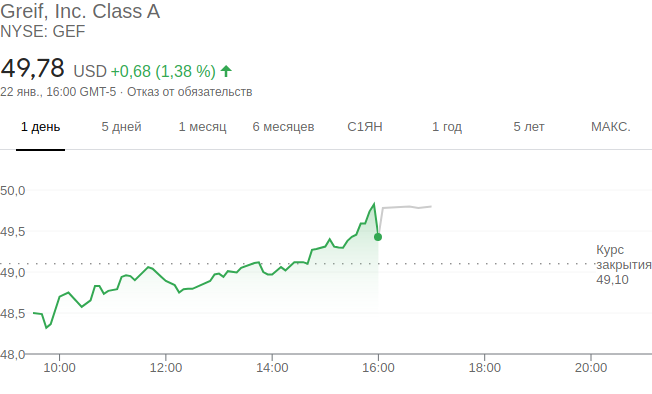 Greif, Inc. Class A
NYSE: GEF
49,78 USD +0,68 (1,38 %)
22 янв., 16:00 GMT-5 · Отказ от обязательств
1 день 5 дней 1 месяц 6 месяцев С1ЯН 1 год 5 лет МАКС.
50,0
49,5
Курс
закрытия
49,0
49,10
48,5
48,0
10:00 12:00 14:00 16:00 18:00 20:00